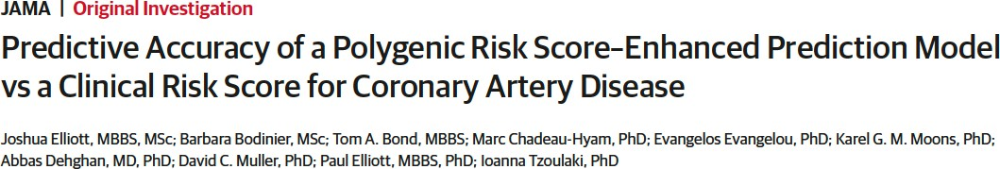 JAMA | Original Investigation
Predictive Accuracy of a Polygenic Risk Score–Enhanced Prediction Model
vs a Clinical Risk Score for Coronary Artery Disease
Joshua Elliott, MBBS, MSc; Barbara Bodinier, MSc; Tom A. Bond, MBBS; Marc Chadeau-Hyam, PhD; Evangelos Evangelou, PhD; Karel G. M. Moons, PhD;
Abbas Dehghan, MD, PhD; David C. Muller, PhD; Paul Elliott, MBBS, PhD; Ioanna Tzoulaki, PhD